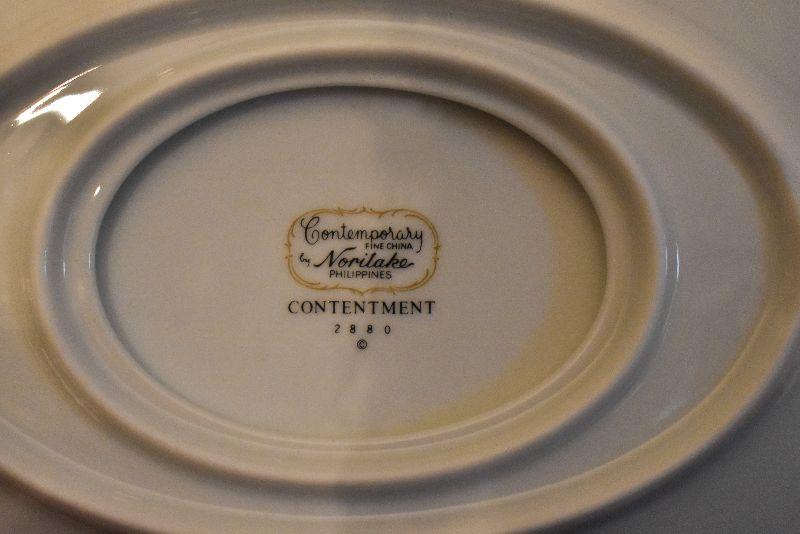 Contemporary
FINE CHINA
by Noritake
PHILIPPINES
CONTENTMENT
2880
©